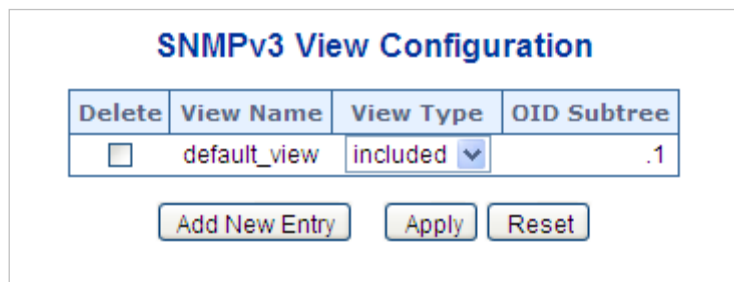 SNMPv3 View Configuration
Delete View Name View Type OID Subtree
default_view included .1
Add New Entry Apply Reset